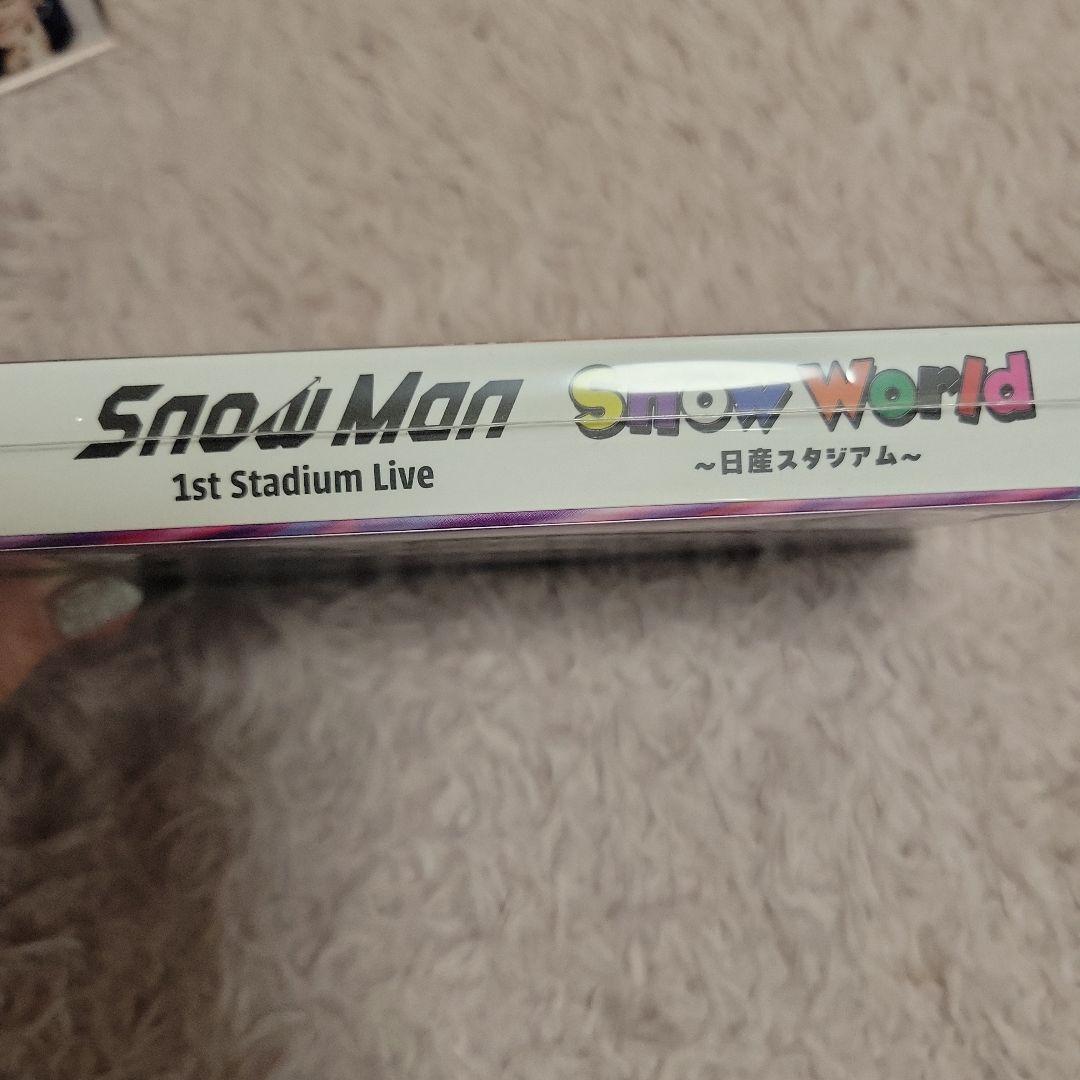 Snow Man
1st Stadium Live
Snow World
～日産スタジアム～